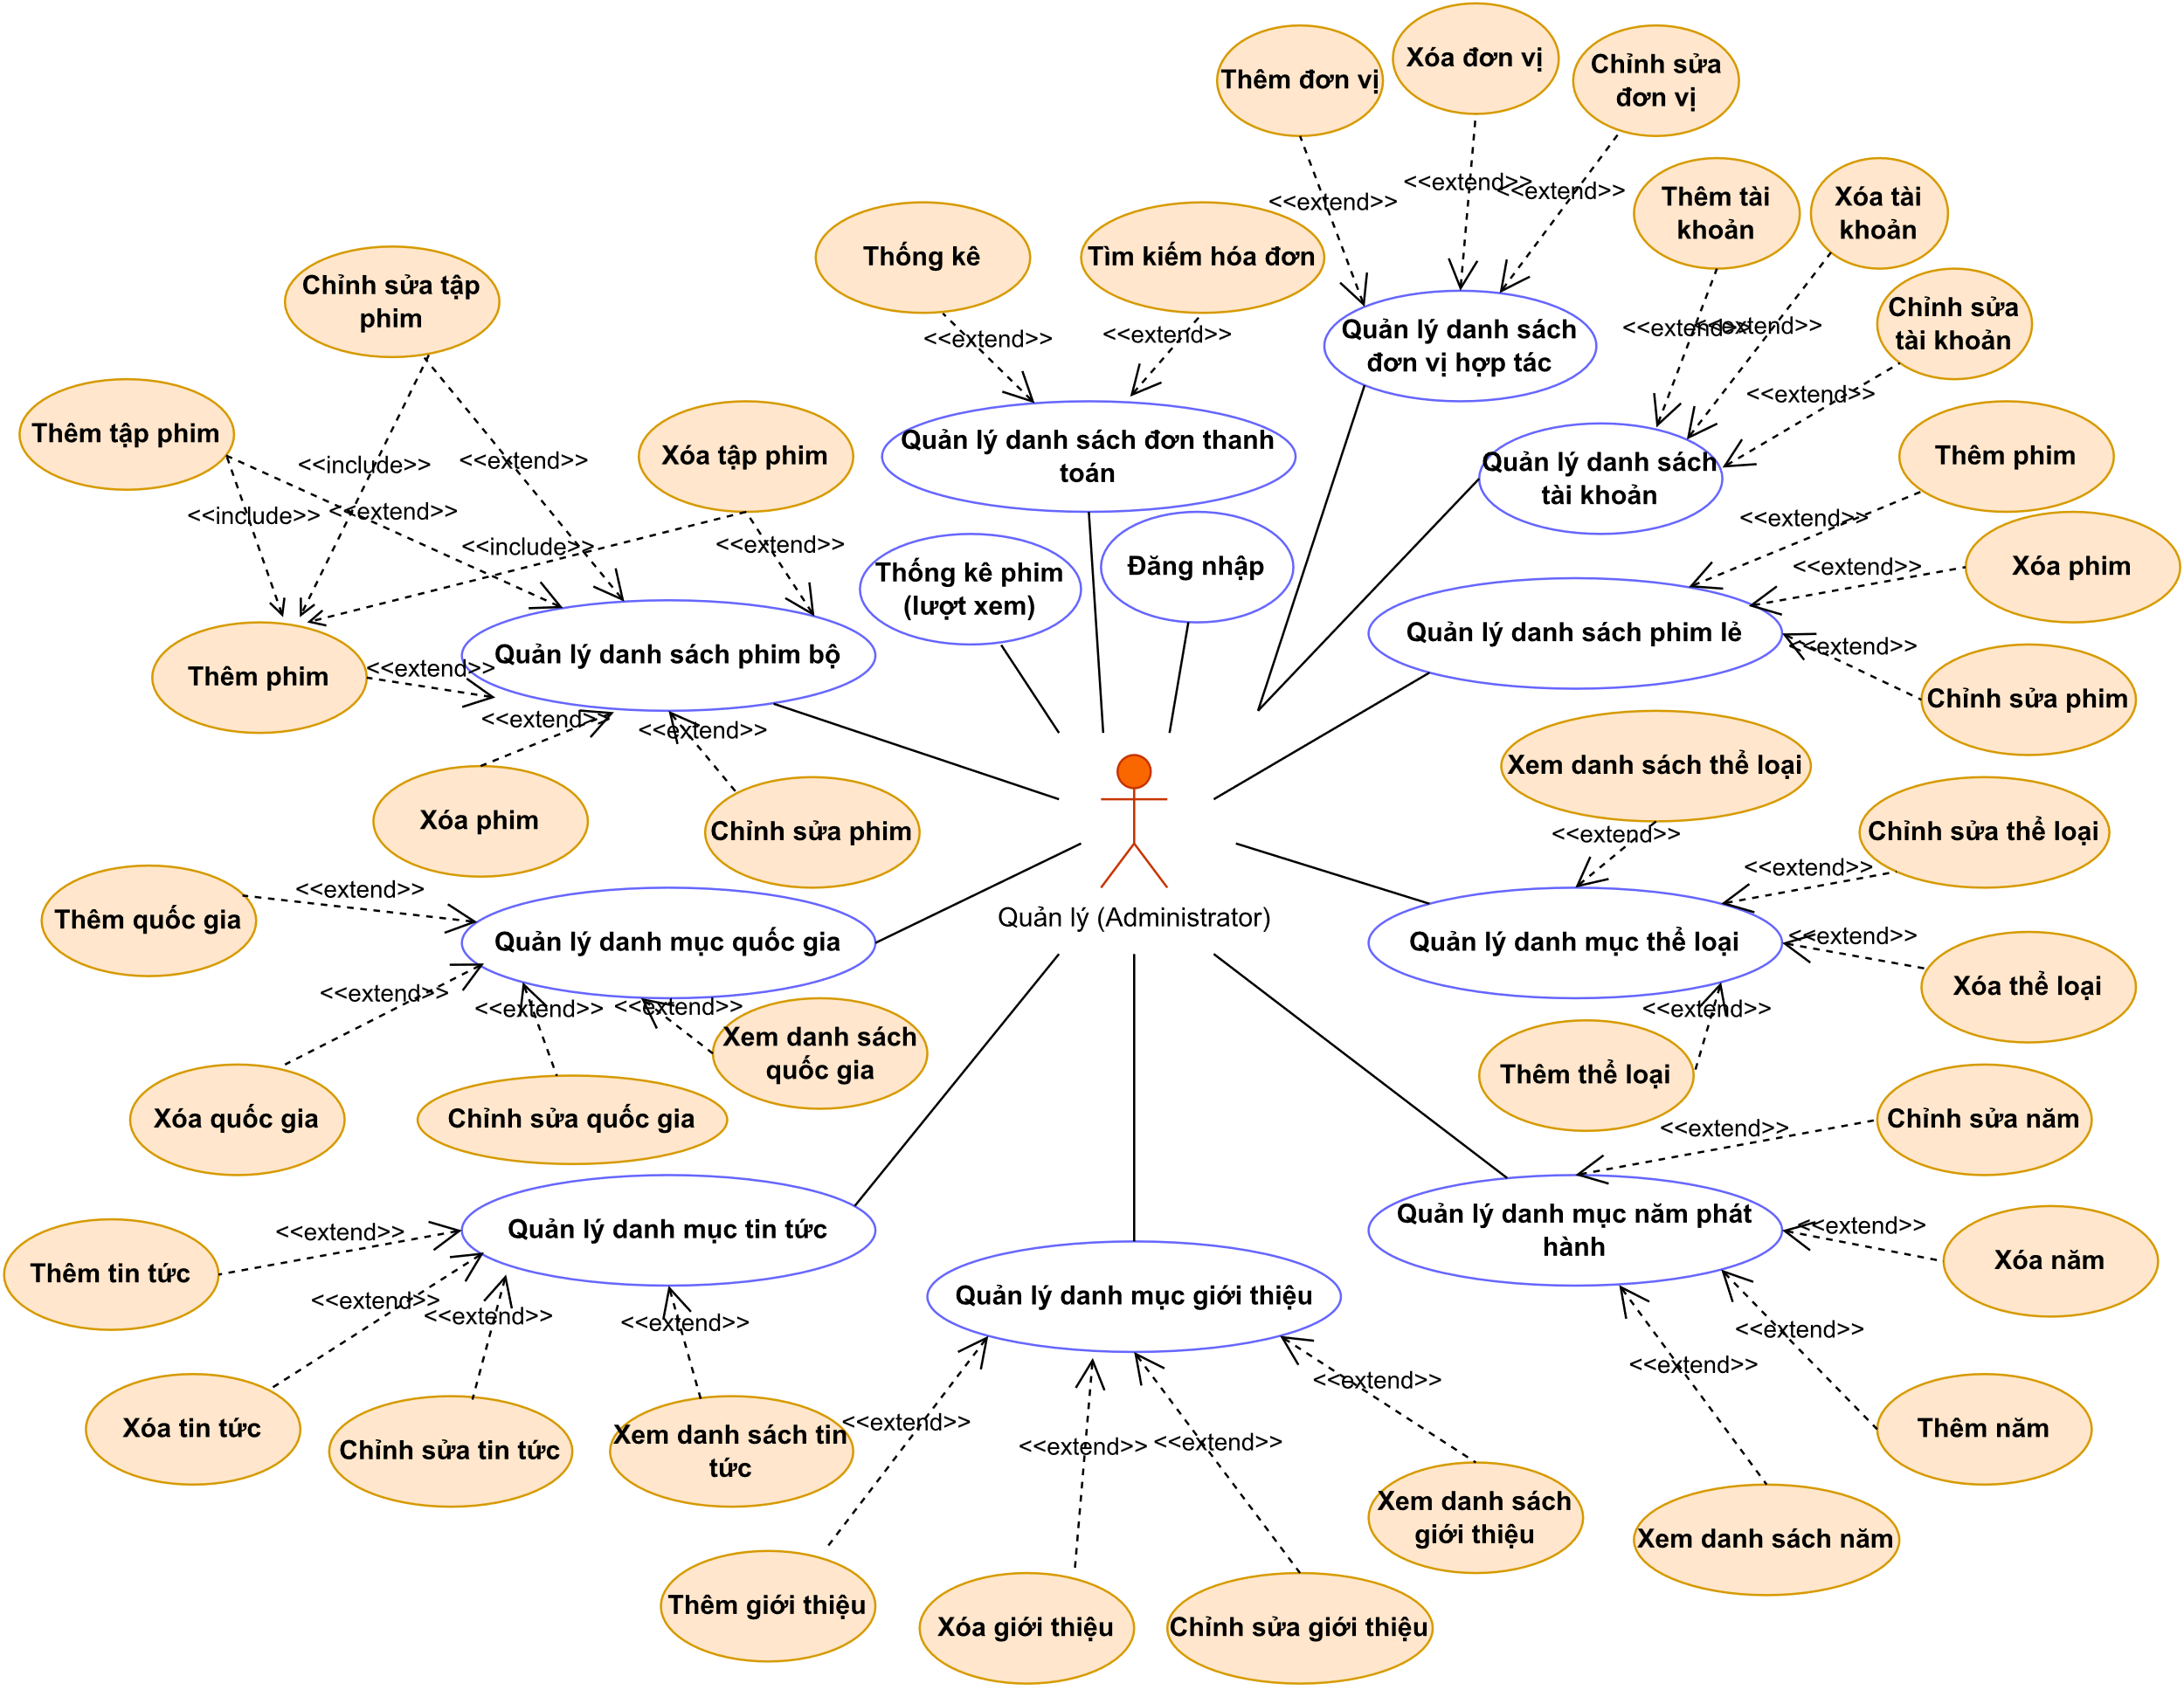 Xóa đơn vị
Thêm đơn vị
Chỉnh sửa
đơn vị
<<extend>>
<<extend>>
<<extend>>
Thêm tài
khoản
Xóa tài
khoản
Thống kê
Tìm kiếm hóa đơn
Chỉnh sửa tập
phim
Chỉnh sửa
tài khoản
<<extend>>
<<extend>>
<<extend>>
<<extend>>
Quản lý danh sách
đơn vị hợp tác
<<extend>>
Thêm tập phim
Xóa tập phim
Quản lý danh sách đơn thanh
toán
Quản lý danh sách
tài khoản
Thêm phim
<<include>>
<<extend>>
<<include>>
<<extend>>
<<include>>
<<extend>>
<<extend>>
Thống kê phim
(lượt xem)
Đăng nhập
<<extend>>
Xóa phim
Quản lý danh sách phim lẻ
<<extend>>
Chỉnh sửa phim
Thêm phim
<<extend>>
Quản lý danh sách phim bộ
<<extend>>
<<extend>>
Xóa phim
Chỉnh sửa phim
Xem danh sách thể loại
<<extend>>
Chỉnh sửa thể loại
<<extend>>
Thêm quốc gia
<<extend>>
Quản lý danh mục quốc gia
Quản lý (Administrator)
Quản lý danh mục thể loại
<<extend>>
Xóa thể loại
<<extend>>
<<extend>>
<<extend>>
<<extend>>
Xem danh sách
quốc gia
Thêm thể loại
Xóa quốc gia
Chỉnh sửa quốc gia
<<extend>>
Chỉnh sửa năm
Thêm tin tức
<<extend>>
Quản lý danh mục tin tức
Quản lý danh mục năm phát
hành
<<extend>>
Xóa năm
<<extend>>
<<extend>>
<<extend>>
Quản lý danh mục giới thiệu
<<extend>>
<<extend>>
<<extend>>
Xóa tin tức
Chỉnh sửa tin tức
Xem danh sách tin
tức
<<extend>>
<<extend>>
<<extend>>
Thêm năm
Xem danh sách
giới thiệu
Xem danh sách năm
Thêm giới thiệu
Xóa giới thiệu
Chỉnh sửa giới thiệu